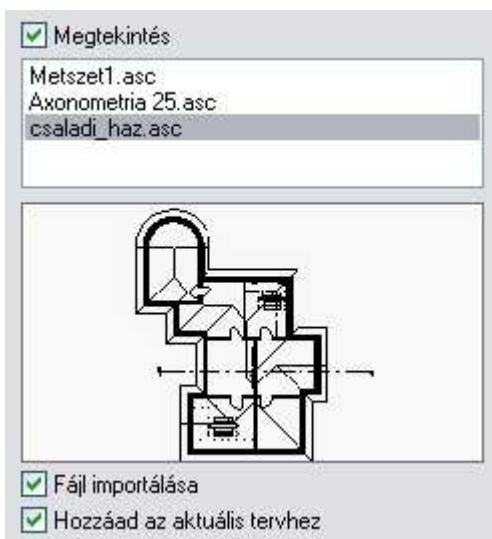 Megtekintés
Metszet1.asc
Axonometria 25.asc
csaladi_haz.asc
Fájl importálása
Hozzáad az aktuális tervhez